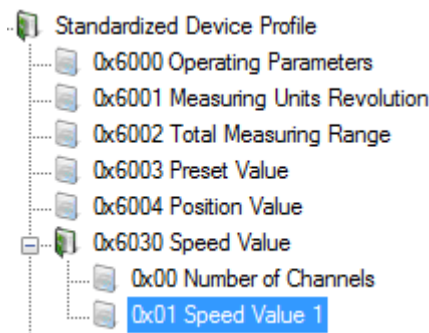 Standardized Device Profile
0x6000 Operating Parameters
0x6001 Measuring Units Revolution
0x6002 Total Measuring Range
0x6003 Preset Value
0x6004 Position Value
0x6030 Speed Value
0x00 Number of Channels
0x01 Speed Value 1